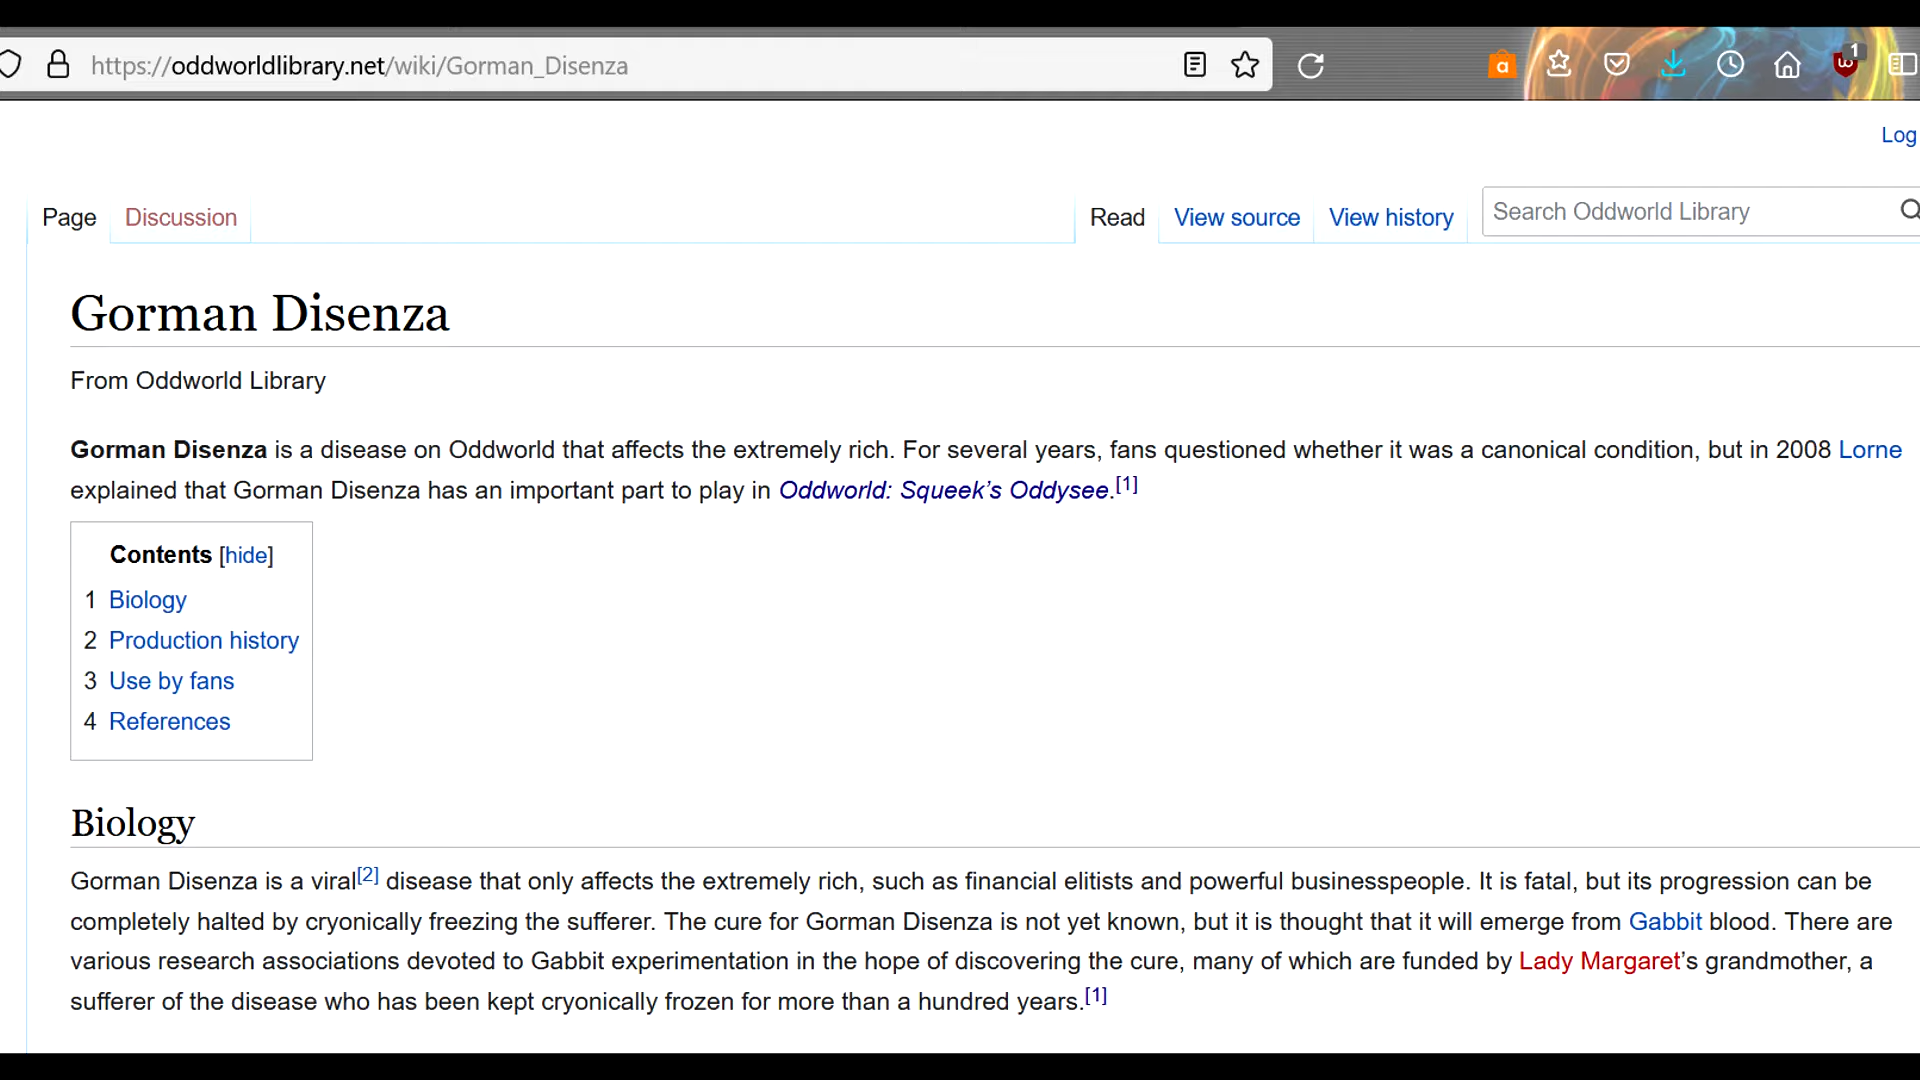 https://oddworldlibrary.net/wiki/Gorman_Disenza
a
1
Log
Page Discussion Read View source View history Search Oddworld Library
Gorman Disenza
From Oddworld Library
Gorman Disenza is a disease on Oddworld that affects the extremely rich. For several years, fans questioned whether it was a canonical condition, but in 2008 Lorne
explained that Gorman Disenza has an important part to play in Oddworld: Squeek’s Oddysee.[1]
Contents [hide]
1 Biology
2 Production history
3 Use by fans
4 References
Biology
Gorman Disenza is a viral[2] disease that only affects the extremely rich, such as financial elitists and powerful businesspeople. It is fatal, but its progression can be
completely halted by cryonically freezing the sufferer. The cure for Gorman Disenza is not yet known, but it is thought that it will emerge from Gabbit blood. There are
various research associations devoted to Gabbit experimentation in the hope of discovering the cure, many of which are funded by Lady Margaret’s grandmother, a
sufferer of the disease who has been kept cryonically frozen for more than a hundred years.[1]